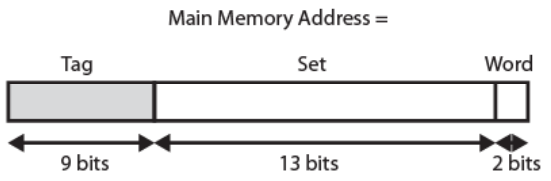 Main Memory Address =
Tag Set Word
9 bits 13 bits 2 bits